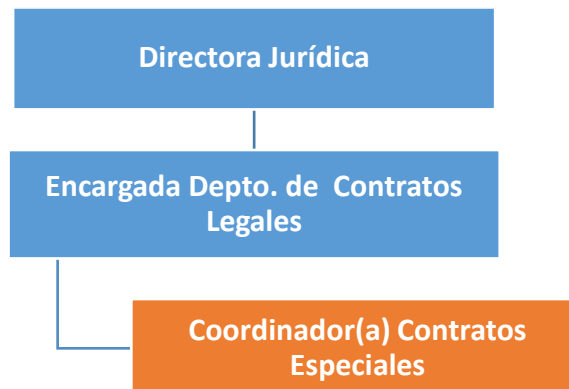 Directora Jurídica
Encargada Depto. de Contratos
Legales
Coordinador(a) Contratos
Especiales